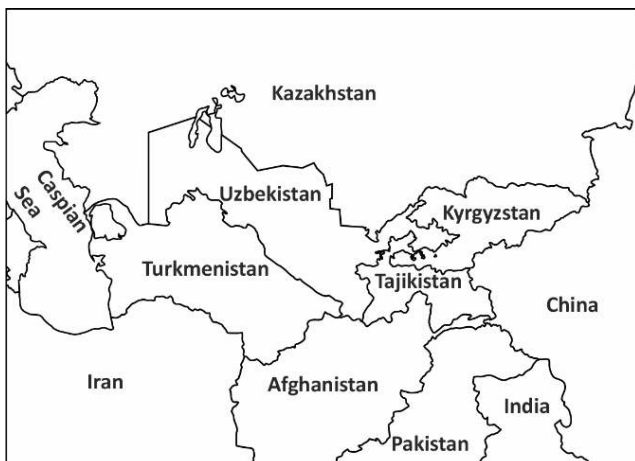 Kazakhstan
Caspian
Sea
Uzbekistan
Kyrgyzstan
Turkmenistan
Tajikistan
China
Iran
Afghanistan
India
Pakistan